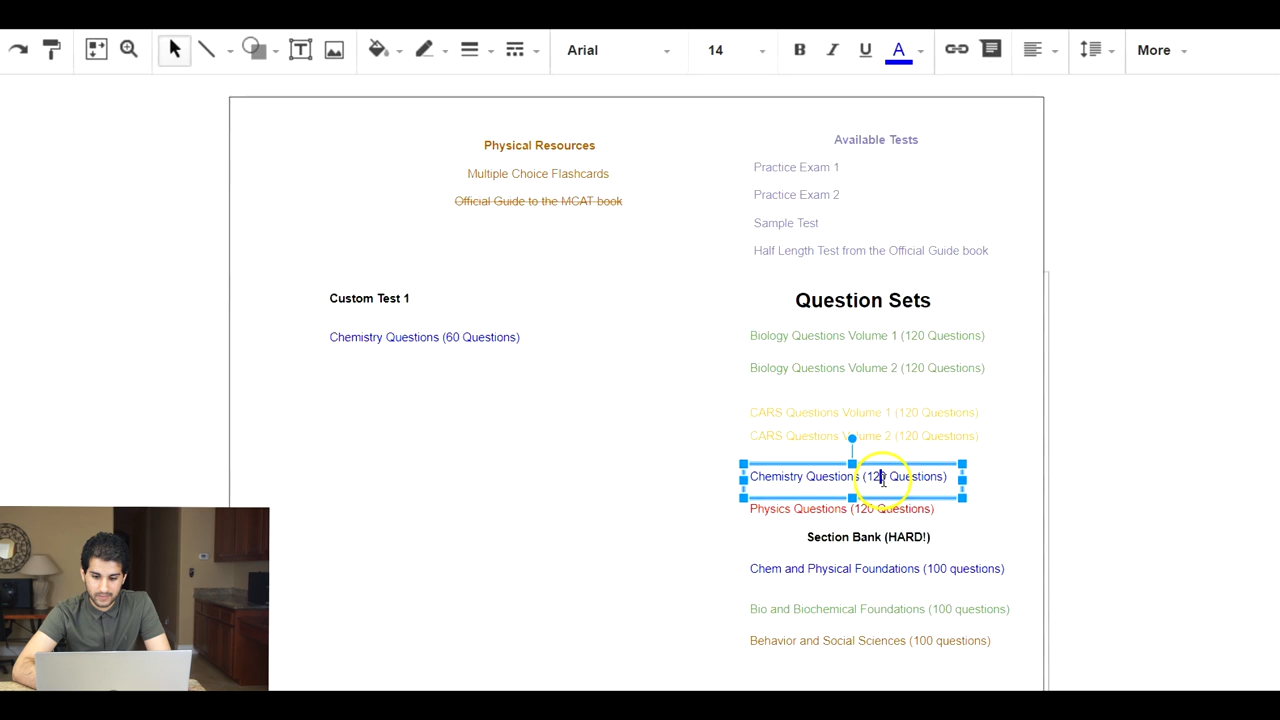 Arial
14
B
I
U
A
More
Physical Resources
Multiple Choice Flashcards
Official Guide to the MCAT book
Available Tests
Practice Exam 1
Practice Exam 2
Sample Test
Half Length Test from the Official Guide book
Custom Test 1
Chemistry Questions (60 Questions)
Question Sets
Biology Questions Volume 1 (120 Questions)
Biology Questions Volume 2 (120 Questions)
CARS Questions Volume 1 (120 Questions)
CARS Questions Volume 2 (120 Questions)
Chemistry Questions (120 Questions)
Physics Questions (120 Questions)
Section Bank (HARD!)
Chem and Physical Foundations (100 questions)
Bio and Biochemical Foundations (100 questions)
Behavior and Social Sciences (100 questions)